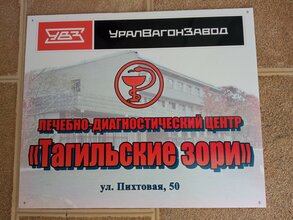 УВЗ УРАЛВАГОНЗАВОД
ЛЕЧЕБНО-ДИАГНОСТИЧЕСКИЙ ЦЕНТР
«Тагильские зори»
ул. Пихтовая, 50